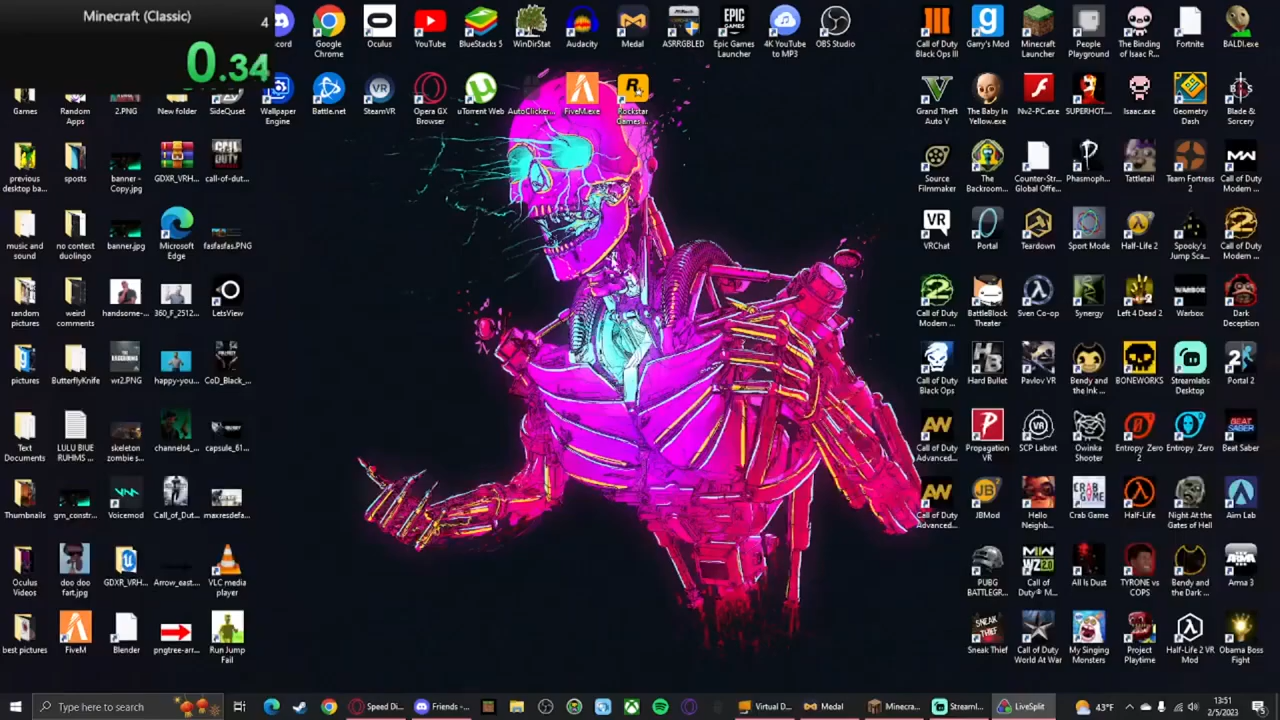 Minecraft (Classic)
4
0.34
cord
Google Chrome
Oculus
YouTube
BlueStacks 5
WinDirStat
Audacity
Medal
ASRRGBLED
Epic Games Launcher
4K YouTube to MP3
OBS Studio
Call of Duty Black Ops III
Garry's Mod
Minecraft Launcher
People Playground
The Binding of Isaac R...
Fortnite
BALDI.exe
Games
Random Apps
2.PNG
New folder
SideQuest
Wallpaper Engine
Battle.net
SteamVR
Opera GX Browser
uTorrent Web
AutoClicker...
FiveM.exe
Rockstar Games ...
Grand Theft Auto V
The Baby In Yellow.exe
Nv2-PC.exe
SUPERHOT...
Isaac.exe
Geometry Dash
Blade & Sorcery
previous desktop ba...
sposts
banner - Copy.jpg
GDXR_VRH...
call-of-dut...
Source Filmmaker
The Backroom...
Counter-Str... Global Offe...
Phasmoph...
Tattletail
Team Fortress 2
Call of Duty Modern ...
music and sound
no context duolingo
banner.jpg
Microsoft Edge
fasfasfas.PNG
VRChat
Portal
Teardown
Sport Mode
Half-Life 2
Spooky's Jump Sca...
Call of Duty Modern ...
random pictures
weird comments
handsome-...
360_F_2512...
LetsView
Call of Duty Modern ...
BattleBlock Theater
Sven Co-op
Synergy
Left 4 Dead 2
Warbox
Dark Deception
pictures
ButterflyKnife
wr2.PNG
happy-you...
CoD_Black_...
Call of Duty Black Ops
Hard Bullet
Pavlov VR
Bendy and the Ink ...
BONEWORKS
Streamlabs Desktop
Portal 2
Text Documents
LULU BIUE RUHMS ...
skeleton zombie s...
channels4_...
capsule_61...
Call of Duty Advanced...
Propagation VR
SCP Labrat
Owinka Shooter
Entropy Zero 2
Entropy Zero
Beat Saber
Thumbnails
gm_constr...
Voicemod
Call_of_Dut...
maxresdefa...
Call of Duty Advanced...
JBMod
Hello Neighb...
Crab Game
Half-Life
Night At the Gates of Hell
Aim Lab
Oculus Videos
doo doo fart.jpg
GDXR_VRH...
Arrow_east....
VLC media player
PUBG BATTLEGR...
Call of Duty® M...
All Is Dust
TYRONE vs COPS
Bendy and the Dark ...
Arma 3
best pictures
FiveM
Blender
pngtree-arr...
Run Jump Fail
Sneak Thief
Call of Duty World At War
My Singing Monsters
Project Playtime
Half-Life 2 VR Mod
Obama Boss Fight
Type here to search
Speed Di...
Friends - ...
Virtual D...
Medal
Minecra...
Streaml...
LiveSplit
43°F
13:51
2/5/2023